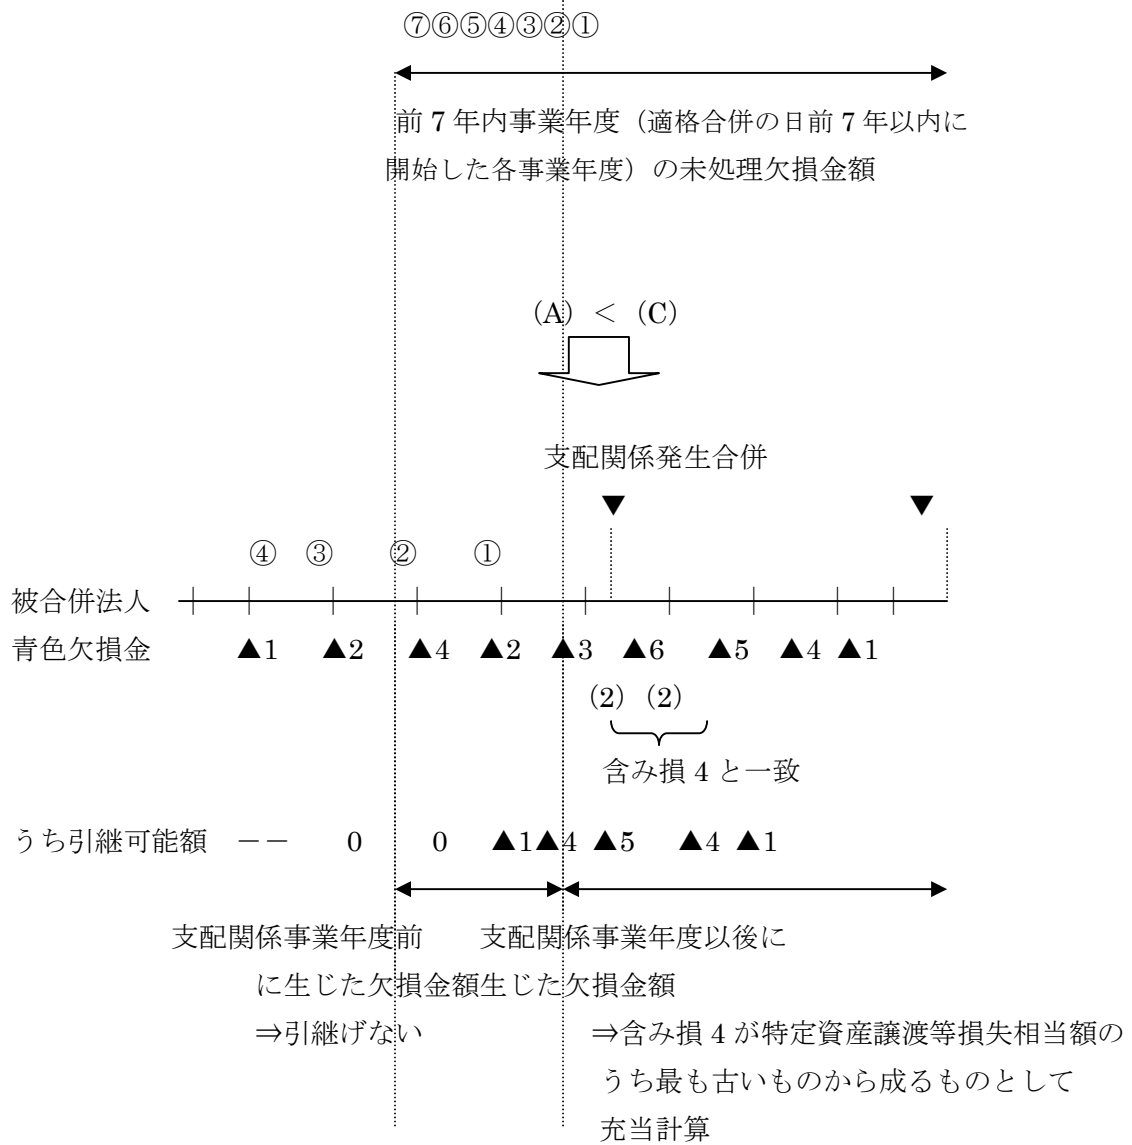 ⑦⑥⑤④③②①
前 7 年内事業年度（適格合併の日前 7 年以内に
開始した各事業年度）の未処理欠損金額
（A）＜（C）
支配関係発生合併
▼ ▼
④ ③ ② ①
被合併法人
青色欠損金 ▲1 ▲2 ▲4 ▲2 ▲3 ▲6 ▲5 ▲4 ▲1
（2）（2）
含み損 4 と一致
うち引継可能額 －－ 0 0 ▲1▲4 ▲5 ▲4 ▲1
支配関係事業年度前 支配関係事業年度以後に
に生じた欠損金額生じた欠損金額
⇒引継げない ⇒含み損 4 が特定資産譲渡等損失相当額の
うち最も古いものから成るものとして
充当計算